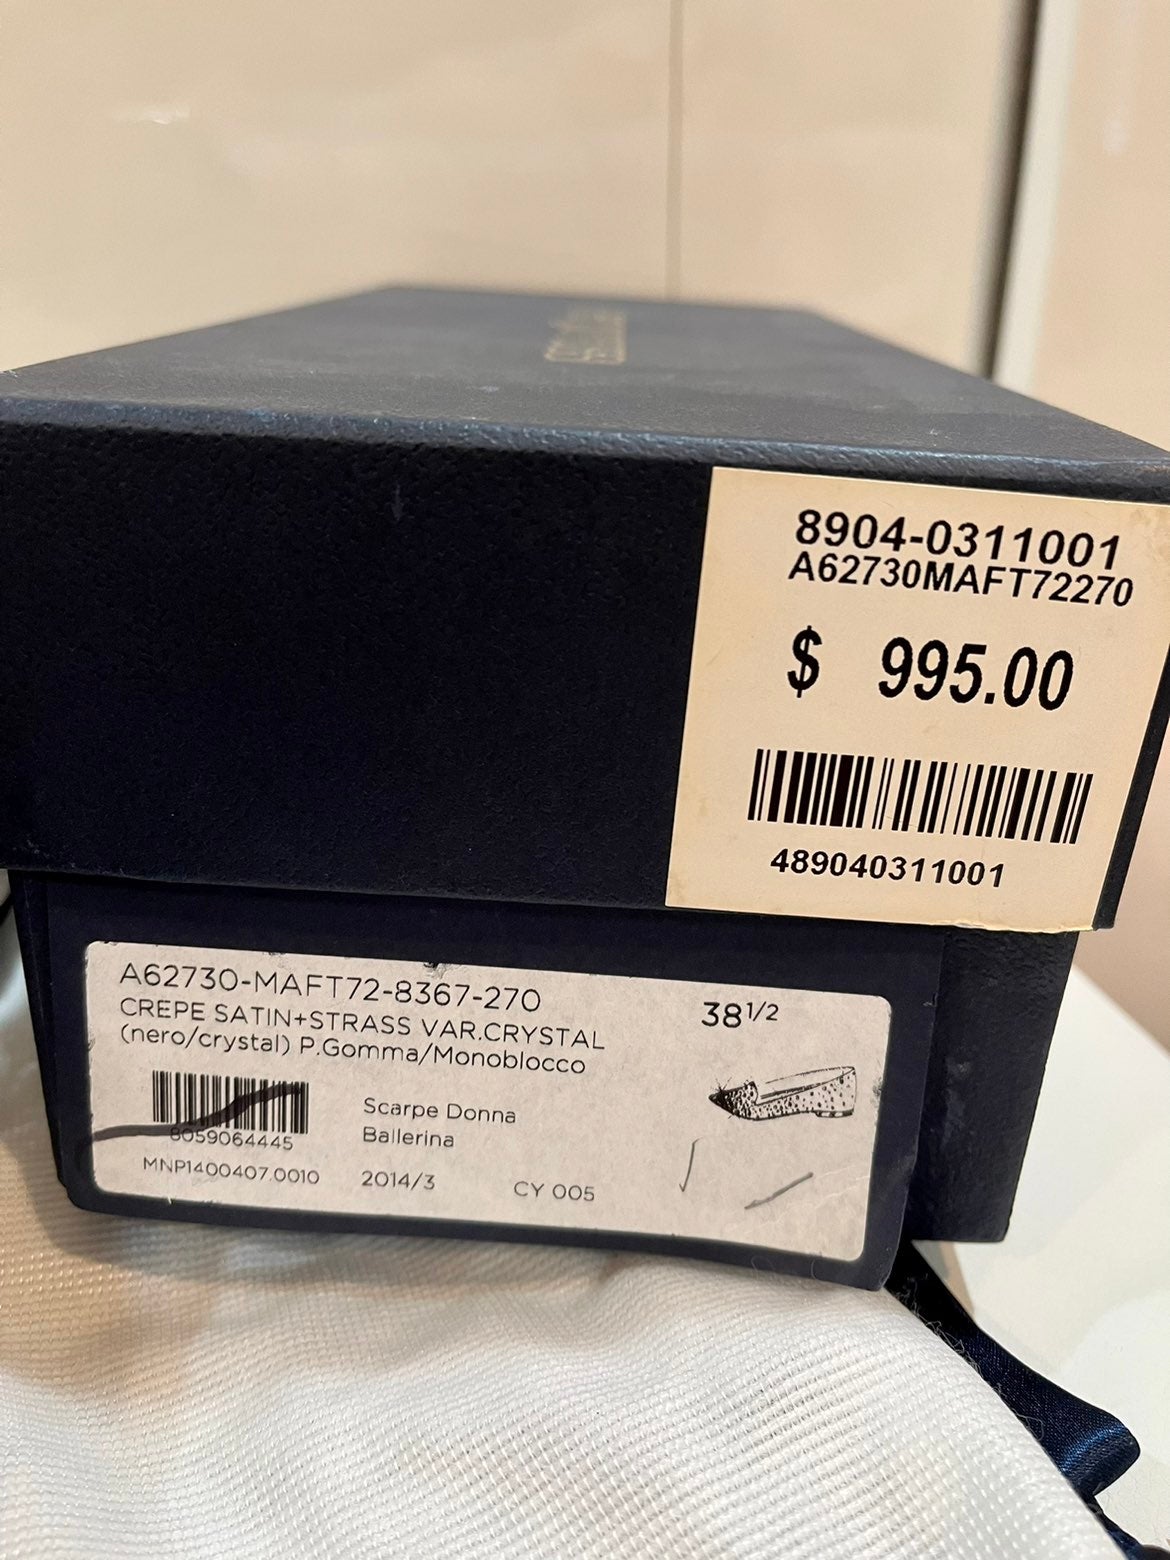 8904-0311001
A62730MAFT72270
$ 995.00
489040311001
A62730-MAFT72-8367-270
38 1/2
CREPE SATIN+STRASS VAR.CRYSTAL
(nero/crystal) P.Gomma/Monoblocco
8059064445
Scarpe Donna
Ballerina
MNP1400407.0010
2014/3
CY 005